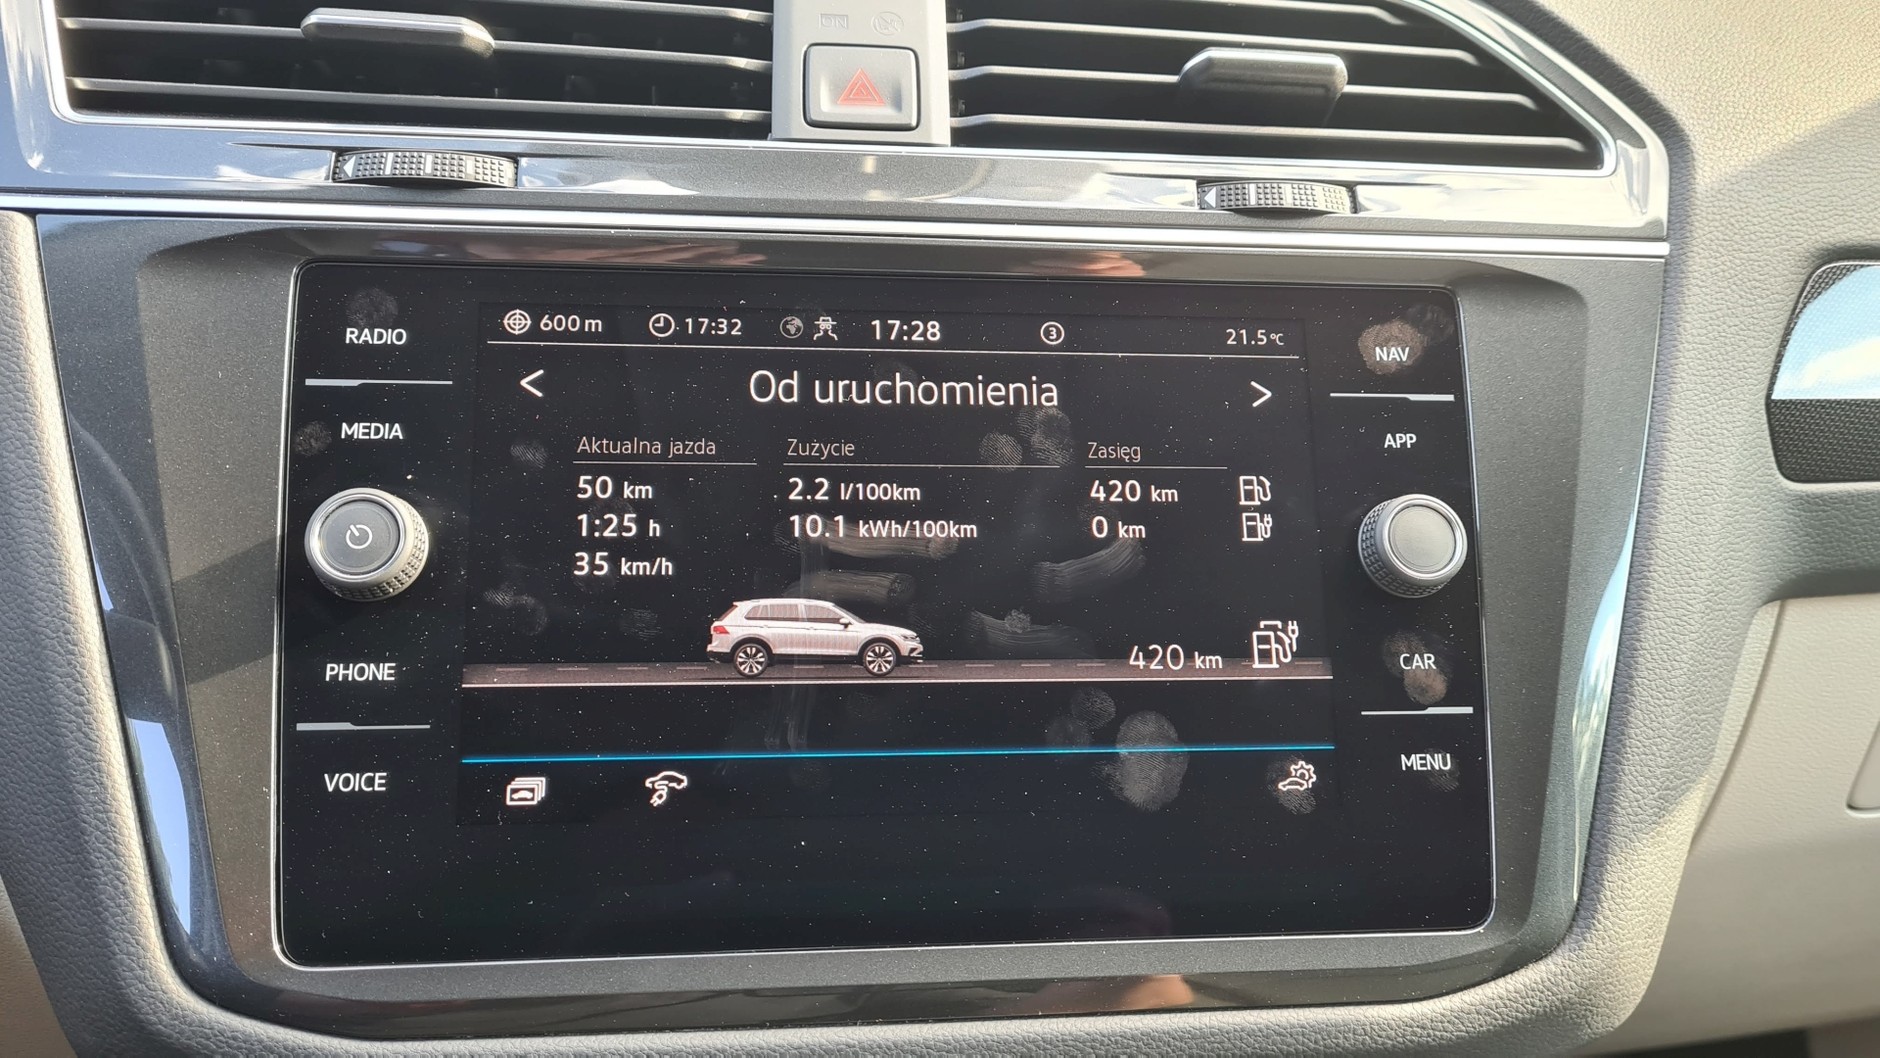 RADIO
MEDIA
PHONE
VOICE
600 m 17:32 17:28 3 21.5 °C
< Od uruchomienia >
Aktualna jazda Zużycie Zasięg
50 km 2.2 l/100km 420 km
1:25 h 10.1 kWh/100km 0 km
35 km/h
420 km
NAV
APP
CAR
MENU